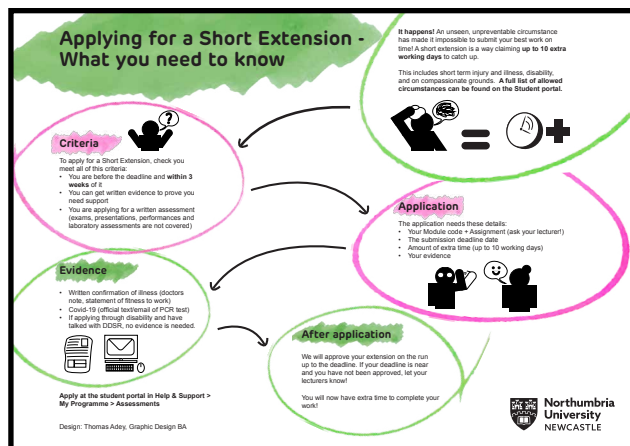 Applying for a Short Extension -
What you need to know
It happens! An unseen, unpreventable circumstance
has made it impossible to submit your best work on
time! A short extension is a way claiming up to 10 extra
working days to catch up.
This includes short term injury and illness, disability,
and on compassionate grounds. A full list of allowed
circumstances can be found on the Student portal.
?
Criteria
To apply for a Short Extension, check you
meet all of this criteria:
• You are before the deadline and within 3
weeks of it
• You can get written evidence to prove you
need support
• You are applying for a written assessment
(exams, presentations, performances and
laboratory assessments are not covered)
Application
The application needs these details:
• Your Module code + Assignment (ask your lecturer!)
• The submission deadline date
• Amount of extra time (up to 10 working days)
• Your evidence
Evidence
• Written confirmation of illness (doctors
note, statement of fitness to work)
• Covid-19 (official text/email of PCR test)
• If applying through disability and have
talked with DDSR, no evidence is needed.
After application
We will approve your extension on the run
up to the deadline. If your deadline is near
and you have not been approved, let your
lecturers know!
You will now have extra time to complete your
work!
Apply at the student portal in Help & Support >
My Programme > Assessments
Design: Thomas Adey, Graphic Design BA
Northumbria
University
NEWCASTLE